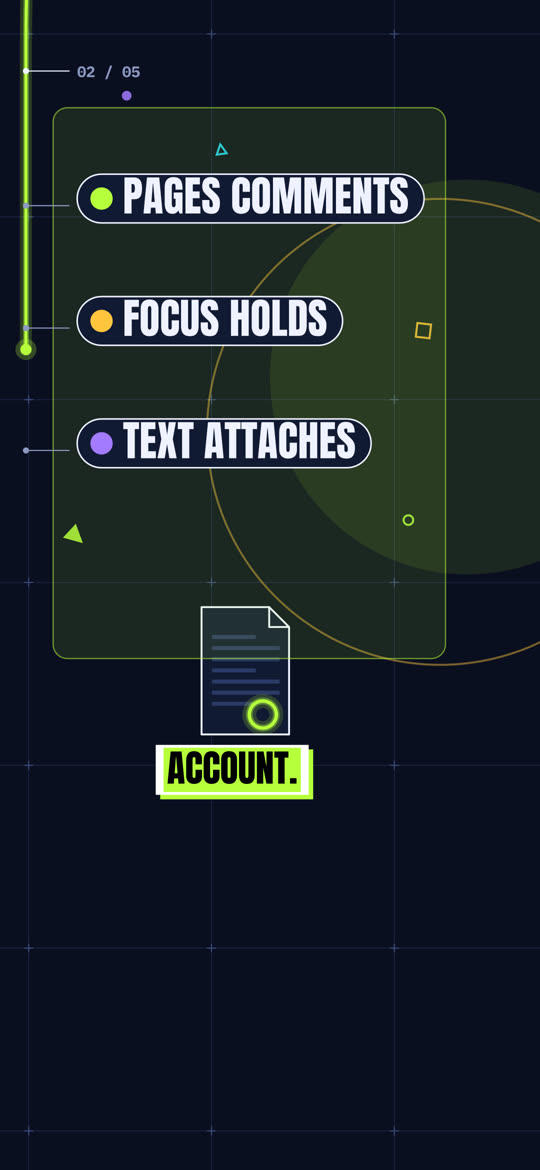 02 / 05
PAGES COMMENTS
FOCUS HOLDS
TEXT ATTACHES
ACCOUNT.